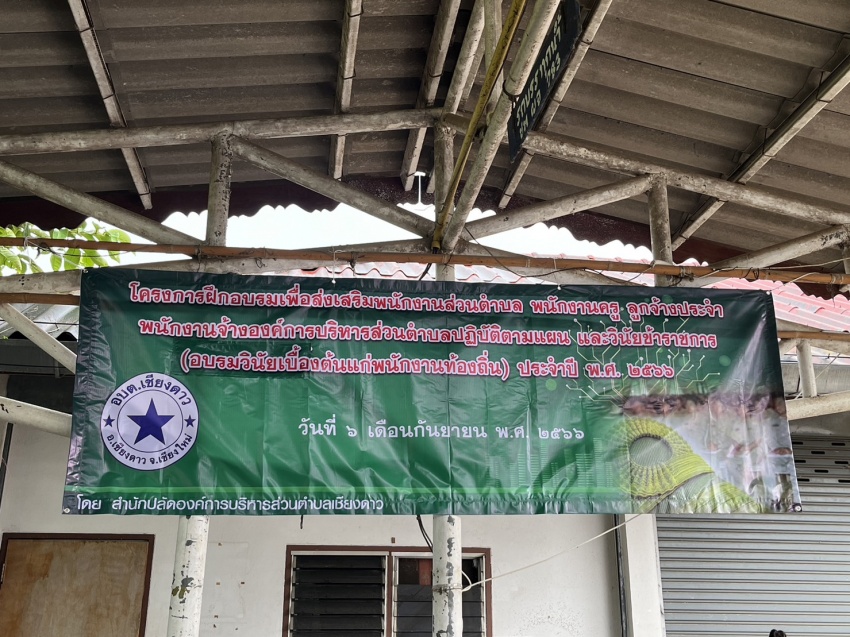 โครงการฝึกอบรมเพื่อส่งเสริมพนักงานส่วนตำบล พนักงานครู ลูกจ้างประจำ
พนักงานจ้างองค์การบริหารส่วนตำบลปฏิบัติตามแผน และวินัยข้าราชการ
(อบรมวินัยเบื้องต้นแก่พนักงานท้องถิ่น) ประจำปี พ.ศ. ๒๕๖๖
อบต.เชียงดาว
อ.เชียงดาว จ.เชียงใหม่
วันที่ ๖ เดือนกันยายน พ.ศ. ๒๕๖๖
โดย สำนักปลัดองค์การบริหารส่วนตำบลเชียงดาว